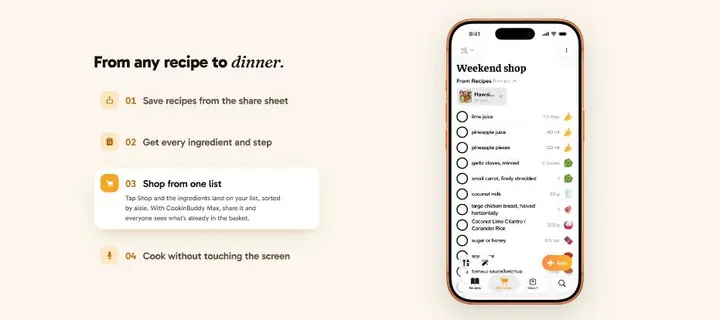 From any recipe to dinner.
01 Save recipes from the share sheet
02 Get every ingredient and step
03 Shop from one list
Tap Shop and the ingredients land on your list, sorted
by aisle. With CookinBuddy Max, share it and
everyone sees what's already in the basket.
04 Cook without touching the screen
9:41
Weekend shop
From Recipes
Hawai...
lime juice
pineapple juice
pineapple pieces
garlic cloves, minced
small carrot, finely shredded 1
coconut milk
large chicken breast, halved
horizontally
Coconut Lime Cilantro /
Coriander Rice
sugar or honey
Add
Recipes